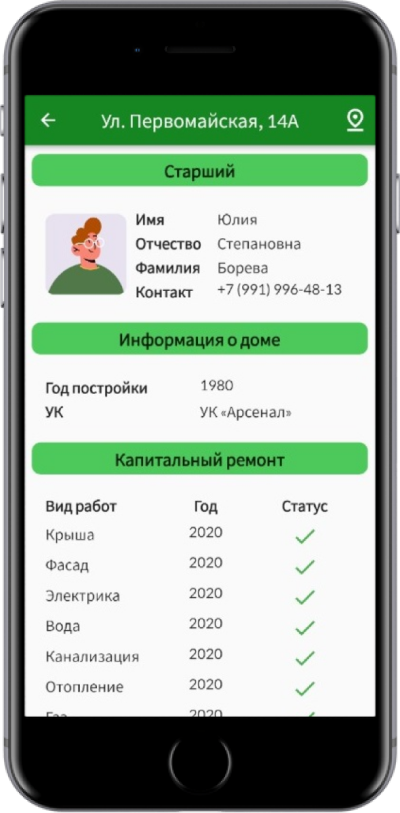 Ул. Первомайская, 14А
Старший
Имя Юлия
Отчество Степановна
Фамилия Борева
Контакт +7 (991) 996-48-13
Информация о доме
Год постройки 1980
УК УК «Арсенал»
Капитальный ремонт
Вид работ Год Статус
Крыша 2020
Фасад 2020
Электрика 2020
Вода 2020
Канализация 2020
Отопление 2020
Газ 2020